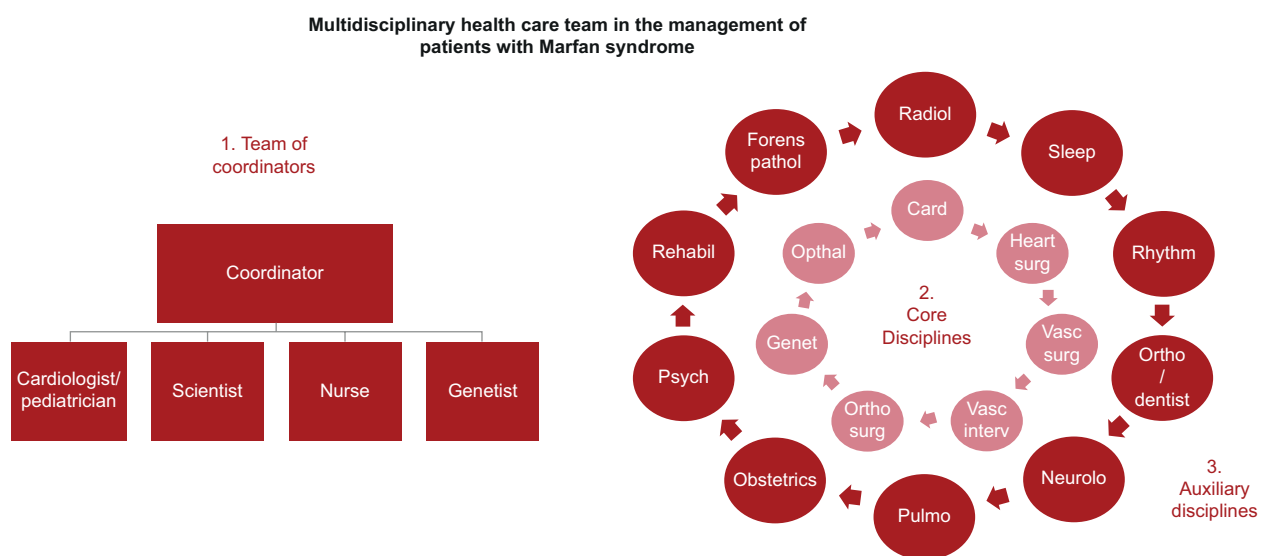 Multidisciplinary health care team in the management of
patients with Marfan syndrome
1. Team of
coordinators
Coordinator
Cardiologist/
pediatrician
Scientist
Nurse
Genetist
Radiol
Sleep
Rhythm
Ortho
/
dentist
Neurolo
Pulmo
Obstetrics
Psych
Rehabil
Forens
pathol
Card
Heart
surg
Vasc
surg
Vasc
interv
Ortho
surg
Genet
Opthal
2.
Core
Disciplines
3.
Auxiliary
disciplines